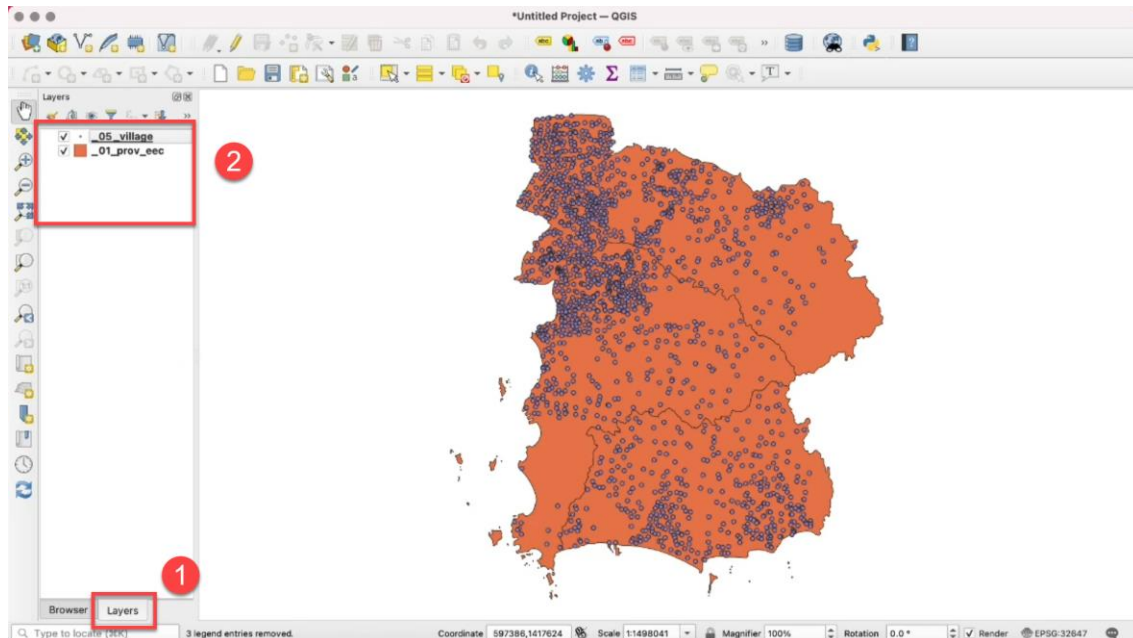 *Untitled Project — QGIS
Layers
_05_village
_01_prov_eec
2
1
Browser Layers
Type to locate (⌘K) 3 legend entries removed. Coordinate 597386,1417624 Scale 1:1498041 Magnifier 100% Rotation 0.0 ° Render EPSG:32647